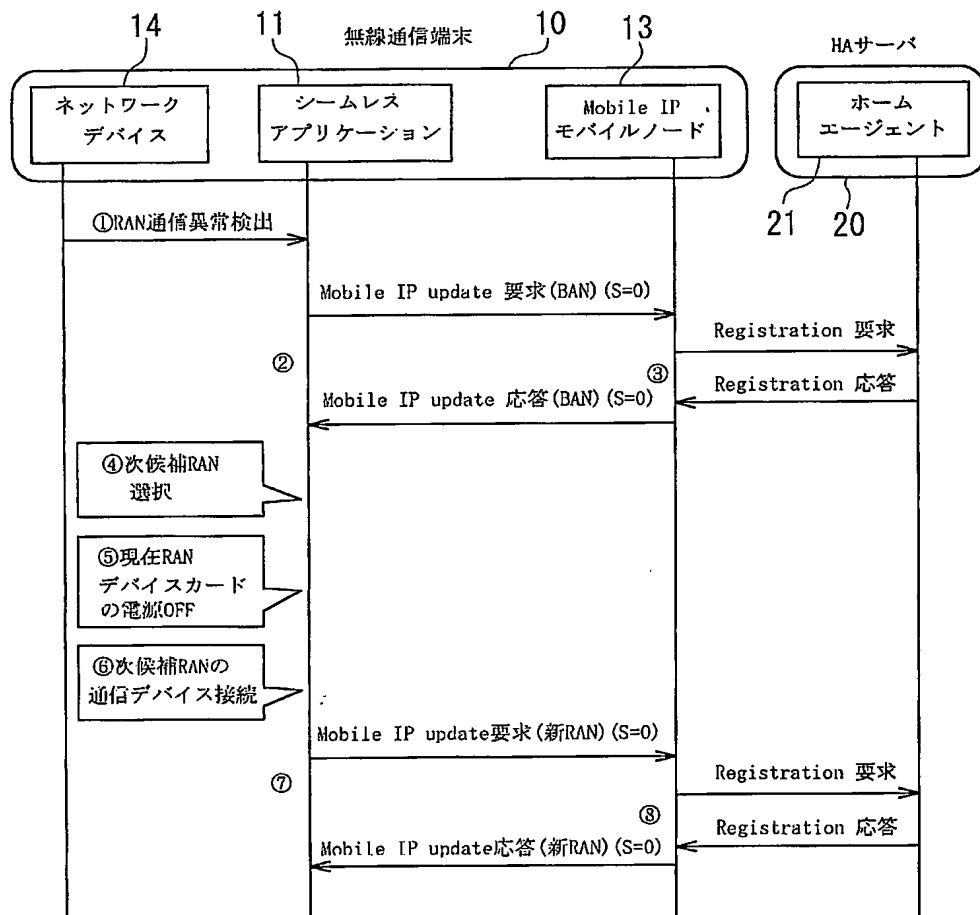 14
11
無線通信端末
10
13
HAサーバ
ネットワーク
デバイス
シームレス
アプリケーション
Mobile IP
モバイルノード
ホーム
エージェント
21
20
①RAN通信異常検出
Mobile IP update 要求(BAN)(S=0)
Registration 要求
②
③
Registration 応答
Mobile IP update 応答(BAN)(S=0)
④次候補RAN
選択
⑤現在RAN
デバイスカード
の電源OFF
⑥次候補RANの
通信デバイス接続
Mobile IP update要求(新RAN)(S=0)
Registration 要求
⑦
⑧
Registration 応答
Mobile IP update応答(新RAN)(S=0)